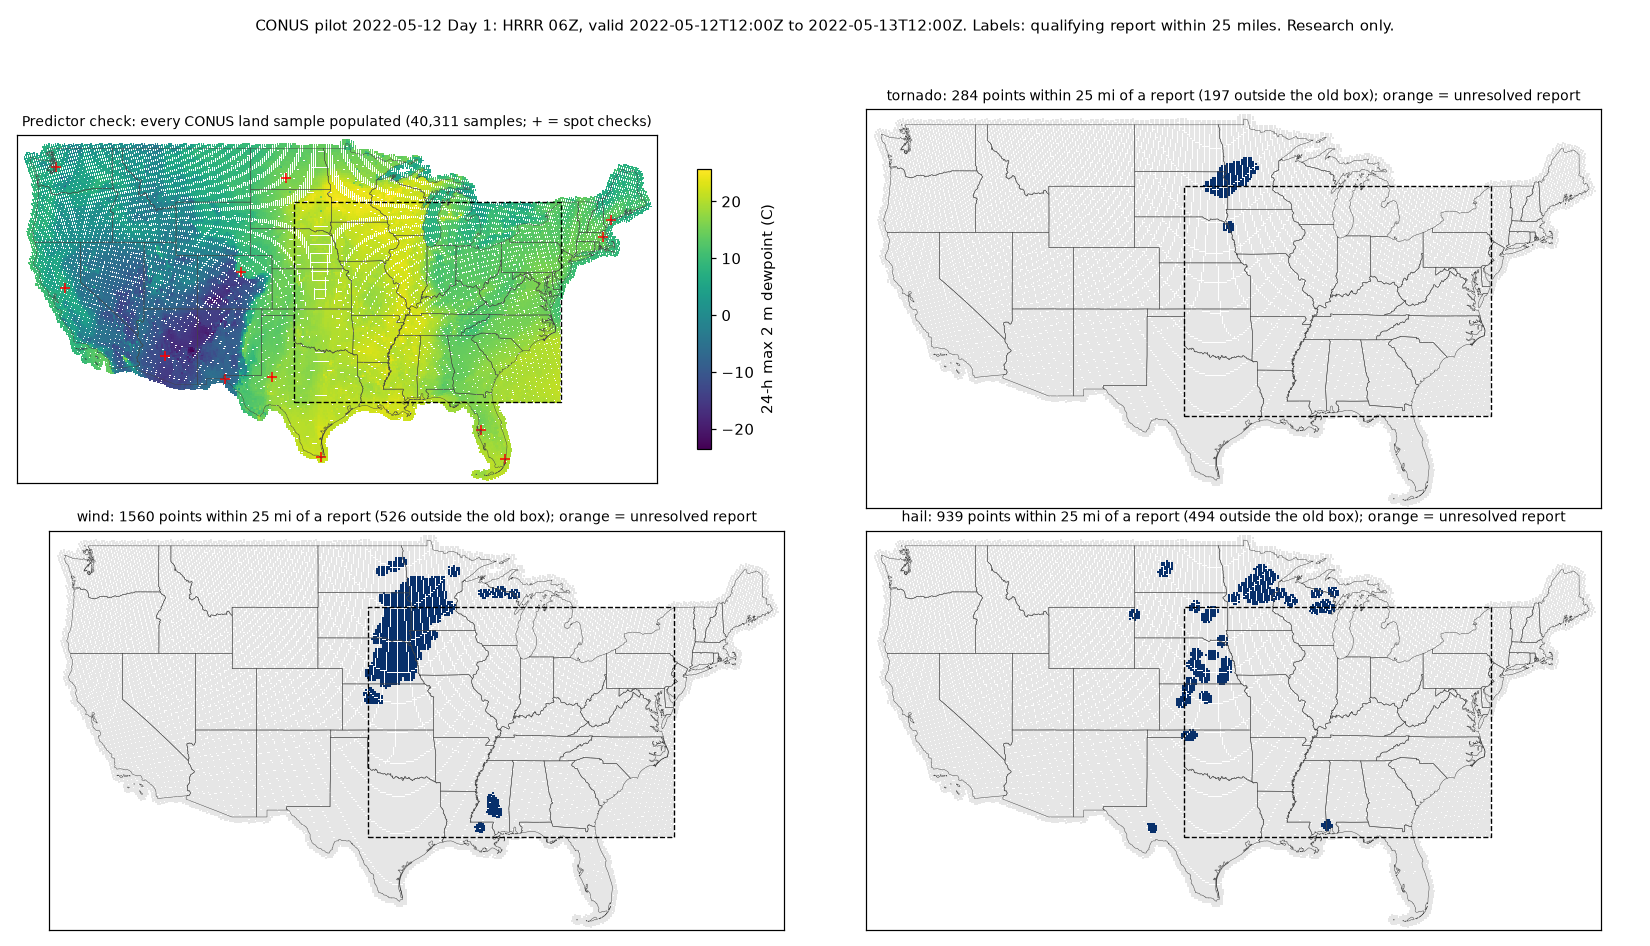 CONUS pilot 2022-05-12 Day 1: HRRR 06Z, valid 2022-05-12T12:00Z to 2022-05-13T12:00Z. Labels: qualifying report within 25 miles. Research only.
Predictor check: every CONUS land sample populated (40,311 samples; + = spot checks)
20
10
0
−10
−20
24-h max 2 m dewpoint (C)
tornado: 284 points within 25 mi of a report (197 outside the old box); orange = unresolved report
wind: 1560 points within 25 mi of a report (526 outside the old box); orange = unresolved report
hail: 939 points within 25 mi of a report (494 outside the old box); orange = unresolved report